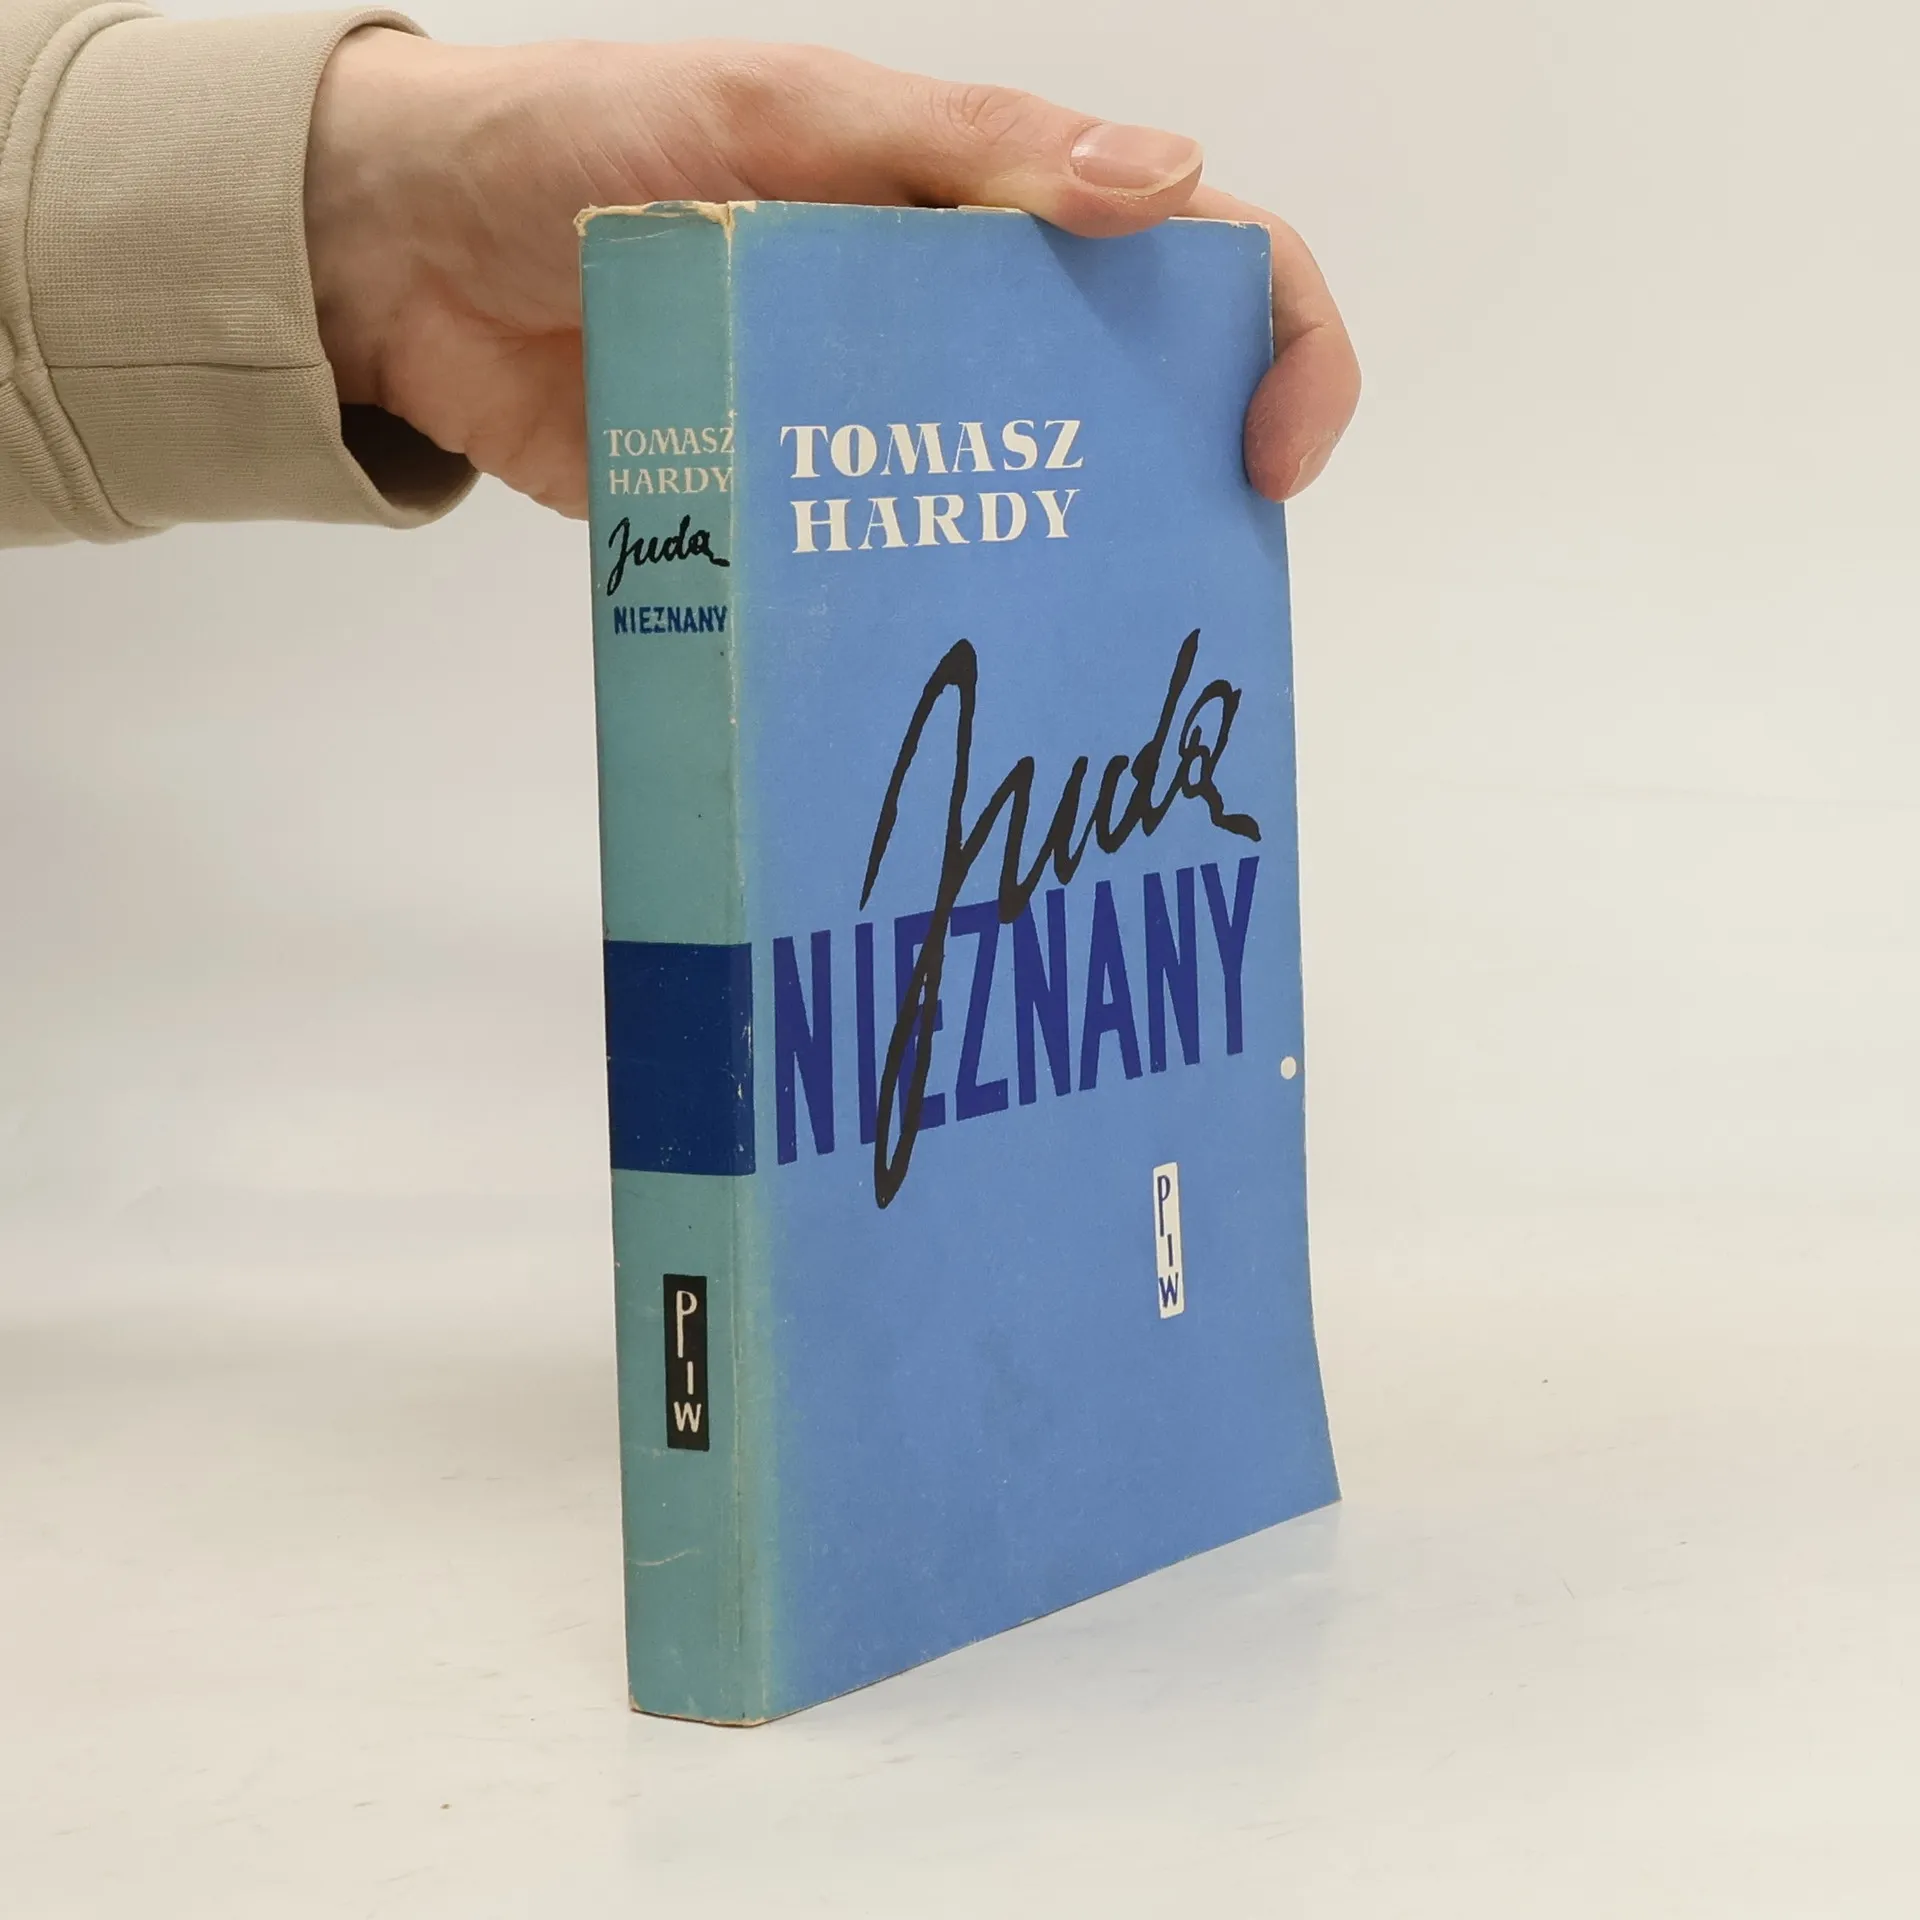 TOMASZ
HARDY
Juda
NIEZNANY
PIW
TOMASZ
HARDY
Juda
NIEZNANY
PIW